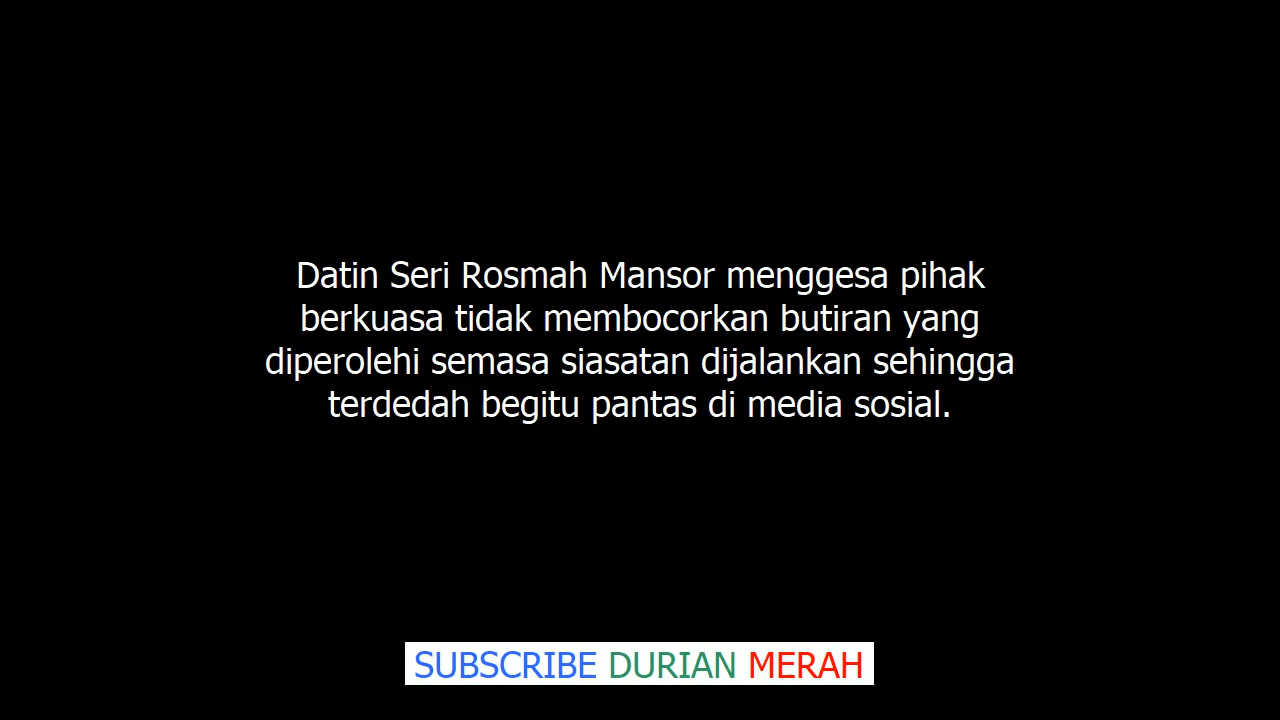 Datin Seri Rosmah Mansor menggesa pihak
berkuasa tidak membocorkan butiran yang
diperolehi semasa siasatan dijalankan sehingga
terdedah begitu pantas di media sosial.
SUBSCRIBE DURIAN MERAH